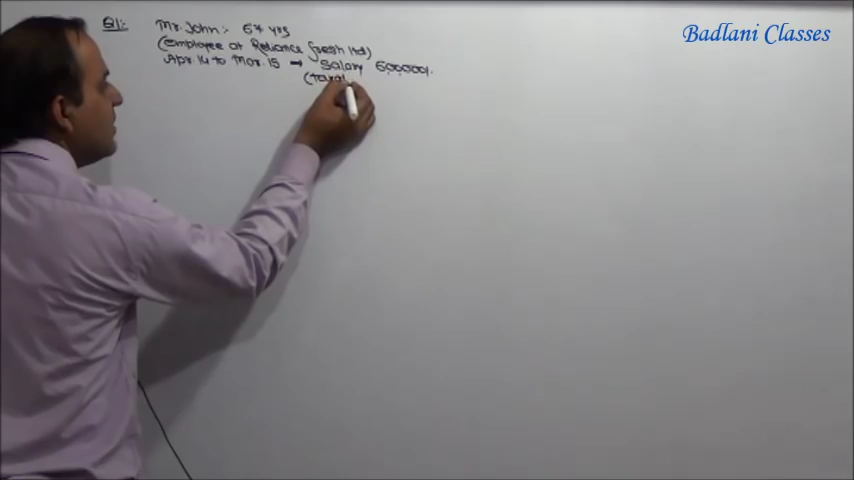 Q1:-
Mr. John:- 67 yrs
(employee at Reliance fresh ltd)
Apr.14 to Mar.15 → Salary 600000/-
(Total
Badlani Classes